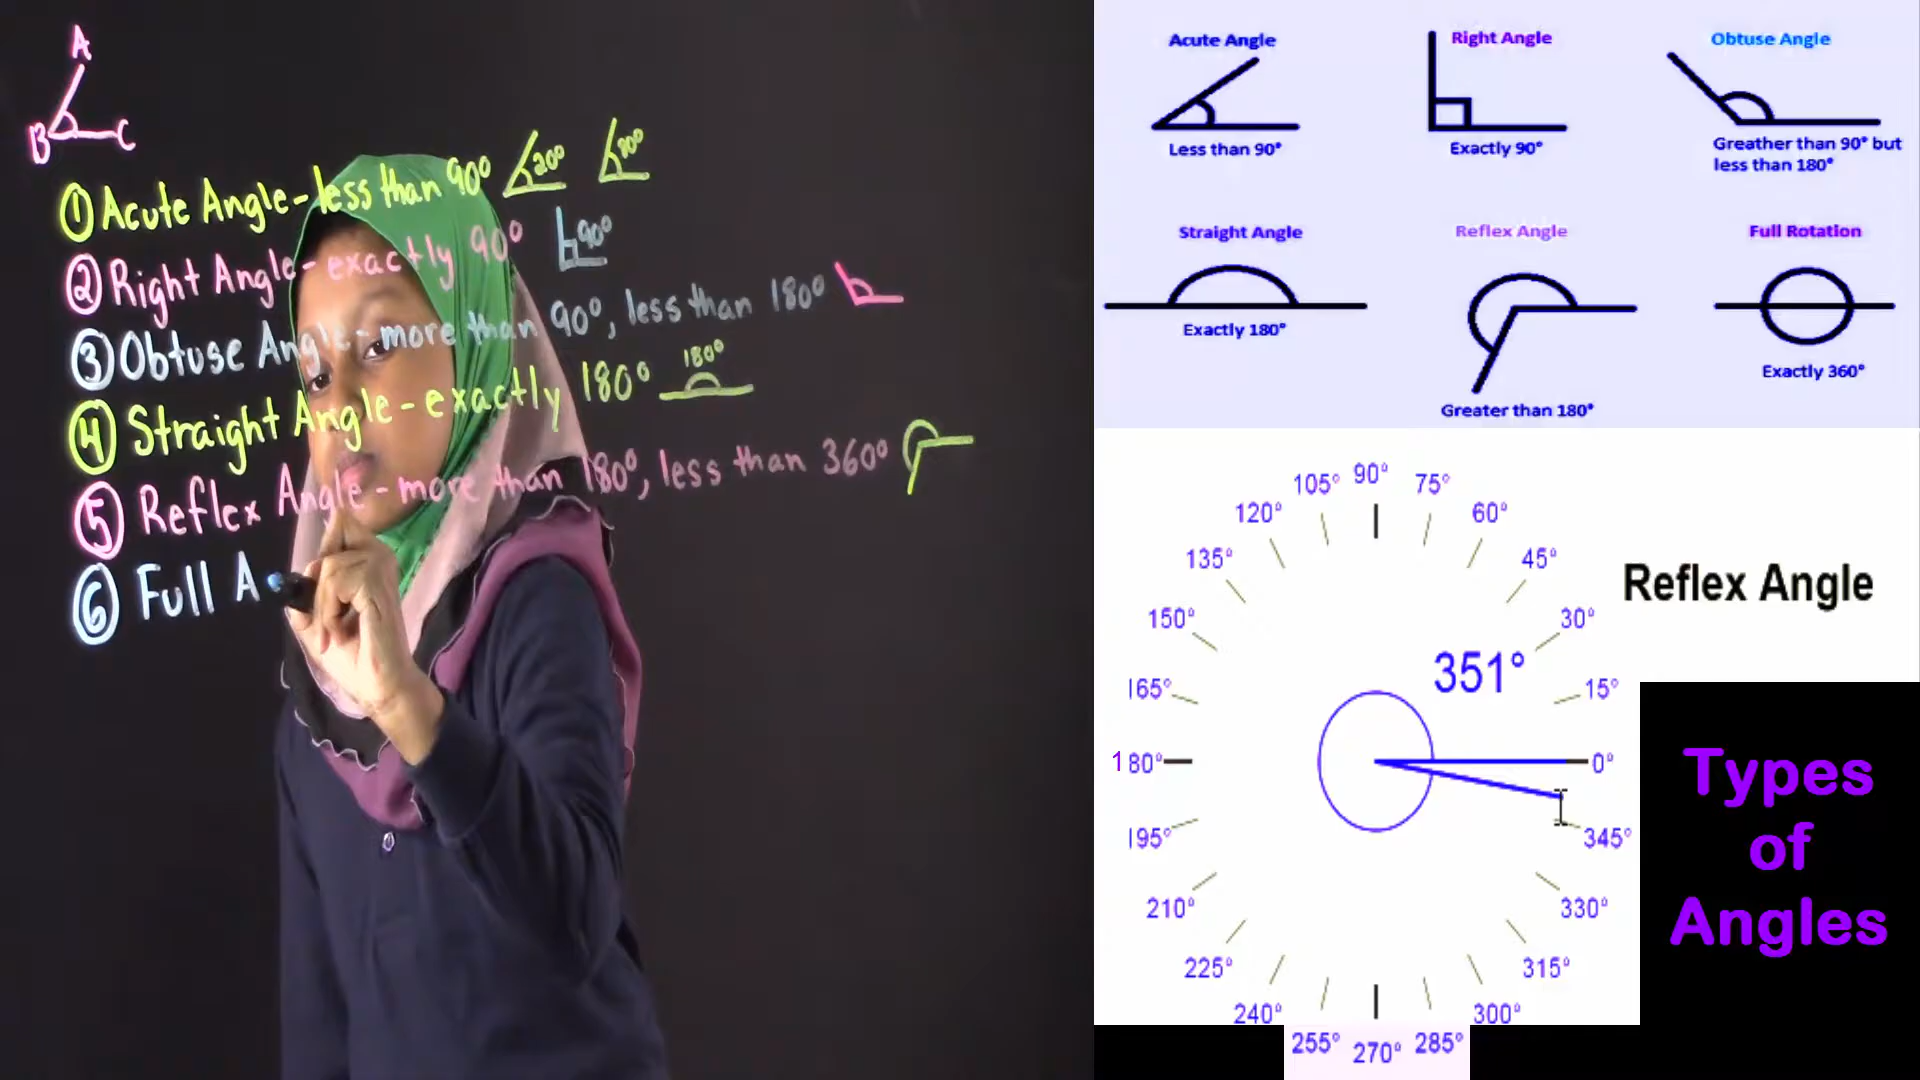 A
B C
① Acute Angle - less than 90° 20° 80°
② Right Angle - exactly 90° 90°
③ Obtuse Angle - more than 90°, less than 180°
④ Straight Angle - exactly 180° 180°
⑤ Reflex Angle - more than 180°, less than 360°
⑥ Full A
Acute Angle
Less than 90°
Right Angle
Exactly 90°
Obtuse Angle
Greather than 90° but
less than 180°
Straight Angle
Exactly 180°
Reflex Angle
Greater than 180°
Full Rotation
Exactly 360°
105° 90° 75°
120° 60°
135° 45°
150° 30°
165° 15°
180° 0°
195° 345°
210° 330°
225° 315°
240° 300°
255° 270° 285°
351°
Reflex Angle
Types
of
Angles